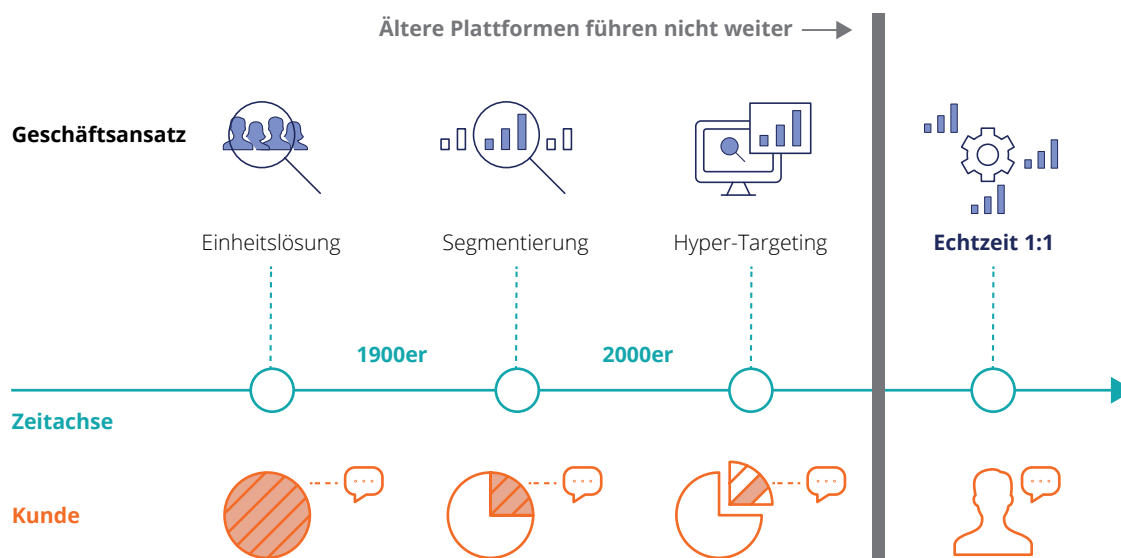 Ältere Plattformen führen nicht weiter
Geschäftsansatz
Einheitslösung
Segmentierung
Hyper-Targeting
Echtzeit 1:1
1900er
2000er
Zeitachse
Kunde